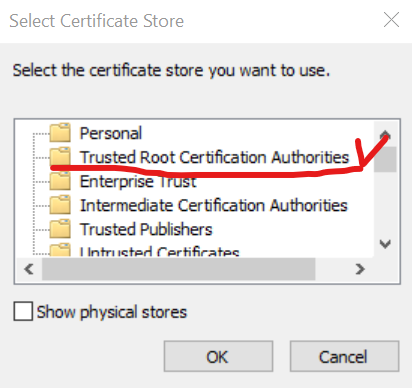 Select Certificate Store
Select the certificate store you want to use.
Personal
Trusted Root Certification Authorities
Enterprise Trust
Intermediate Certification Authorities
Trusted Publishers
Untrusted Certificates
Show physical stores
OK
Cancel